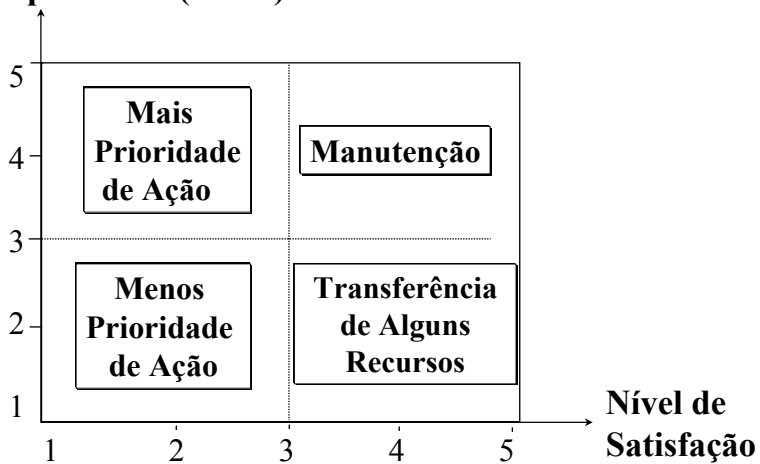 5
Mais
Prioridade
de Ação
4
Manutenção
3
Menos
Prioridade
de Ação
Transferência
de Alguns
Recursos
2
1
1 2 3 4 5
Nível de
Satisfação